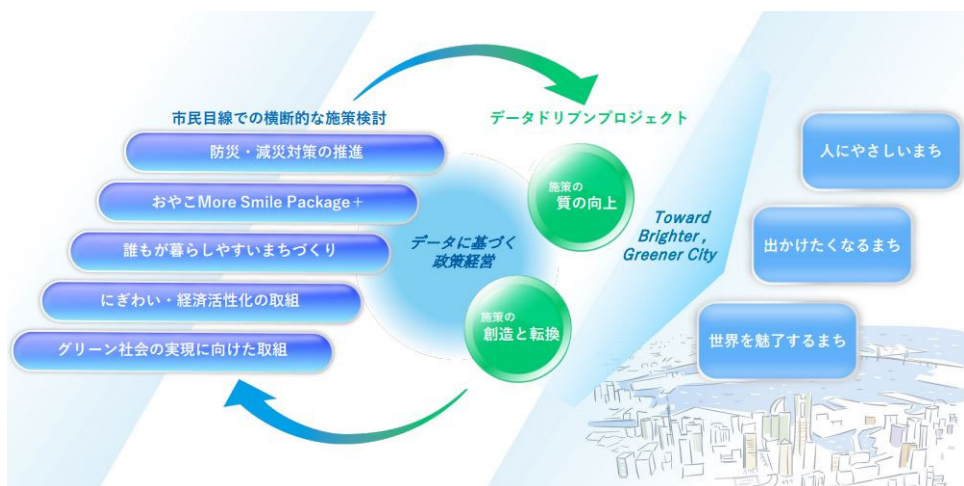 市民目線での横断的な施策検討
防災・減災対策の推進
おやこMore Smile Package＋
誰もが暮らしやすいまちづくり
にぎわい・経済活性化の取組
グリーン社会の実現に向けた取組
データに基づく
政策経営
データドリブンプロジェクト
施策の
質の向上
施策の
創造と転換
Toward
Brighter ,
Greener City
人にやさしいまち
出かけたくなるまち
世界を魅了するまち